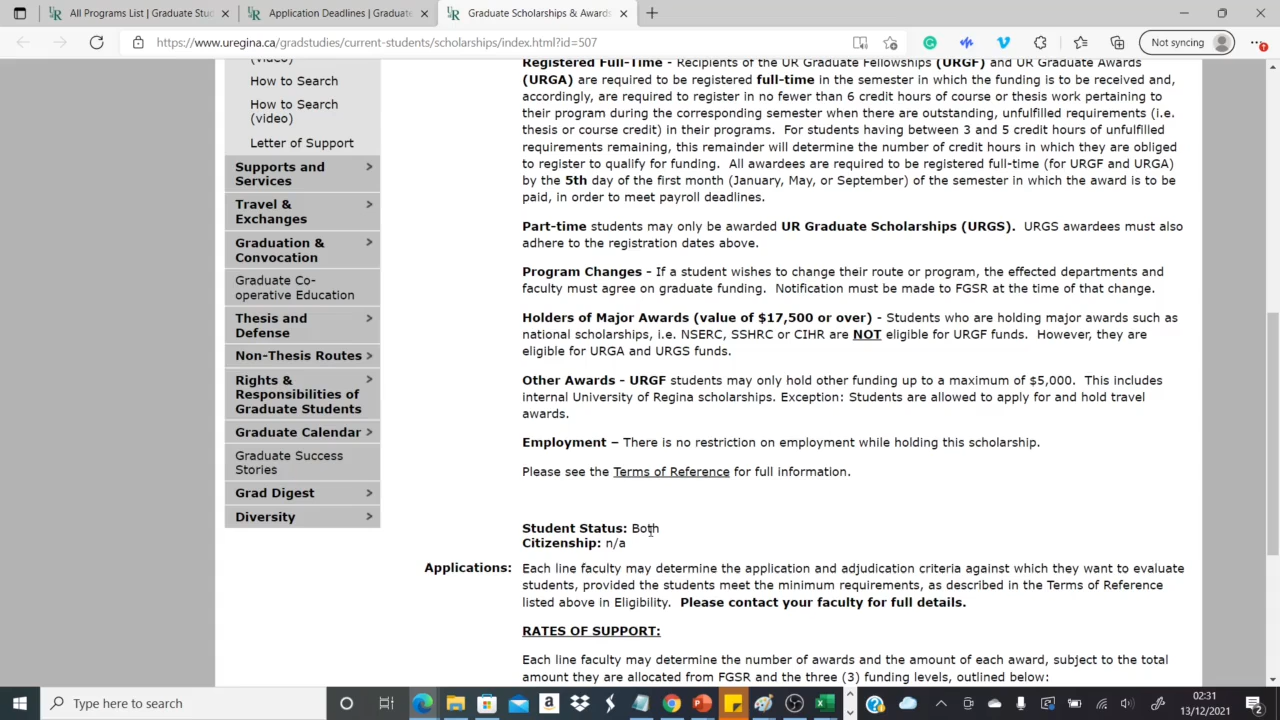 All Programs List | Graduate Stud
Application Deadlines | Graduate
Graduate Scholarships & Awards
https://www.uregina.ca/gradstudies/current-students/scholarships/index.html?id=507
Not syncing
(video)
How to Search
How to Search
(video)
Letter of Support
Supports and
Services
Travel &
Exchanges
Graduation &
Convocation
Graduate Co-
operative Education
Thesis and
Defense
Non-Thesis Routes
Rights &
Responsibilities of
Graduate Students
Graduate Calendar
Graduate Success
Stories
Grad Digest
Diversity
Registered Full-Time - Recipients of the UR Graduate Fellowships (URGF) and UR Graduate Awards
(URGA) are required to be registered full-time in the semester in which the funding is to be received and,
accordingly, are required to register in no fewer than 6 credit hours of course or thesis work pertaining to
their program during the corresponding semester when there are outstanding, unfulfilled requirements (i.e.
thesis or course credit) in their programs. For students having between 3 and 5 credit hours of unfulfilled
requirements remaining, this remainder will determine the number of credit hours in which they are obliged
to register to qualify for funding. All awardees are required to be registered full-time (for URGF and URGA)
by the 5th day of the first month (January, May, or September) of the semester in which the award is to be
paid, in order to meet payroll deadlines.
Part-time students may only be awarded UR Graduate Scholarships (URGS). URGS awardees must also
adhere to the registration dates above.
Program Changes - If a student wishes to change their route or program, the effected departments and
faculty must agree on graduate funding. Notification must be made to FGSR at the time of that change.
Holders of Major Awards (value of $17,500 or over) - Students who are holding major awards such as
national scholarships, i.e. NSERC, SSHRC or CIHR are NOT eligible for URGF funds. However, they are
eligible for URGA and URGS funds.
Other Awards - URGF students may only hold other funding up to a maximum of $5,000. This includes
internal University of Regina scholarships. Exception: Students are allowed to apply for and hold travel
awards.
Employment – There is no restriction on employment while holding this scholarship.
Please see the Terms of Reference for full information.
Student Status: Both
Citizenship: n/a
Applications: Each line faculty may determine the application and adjudication criteria against which they want to evaluate
students, provided the students meet the minimum requirements, as described in the Terms of Reference
listed above in Eligibility. Please contact your faculty for full details.
RATES OF SUPPORT:
Each line faculty may determine the number of awards and the amount of each award, subject to the total
amount they are allocated from FGSR and the three (3) funding levels, outlined below:
Type here to search
02:31
13/12/2021
2